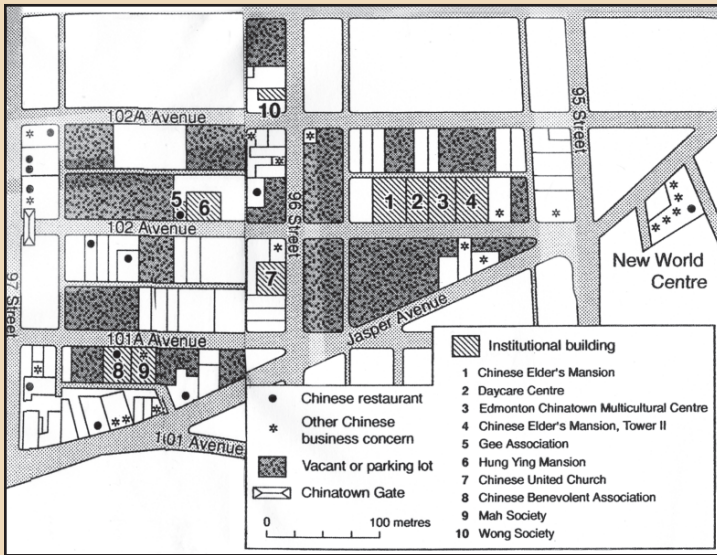 10
102A Avenue
95 Street
5
6
1 2 3 4
96 Street
102 Avenue
New World
Centre
7
97 Street
101A Avenue
Jasper Avenue
8 9
101 Avenue
Chinese restaurant
Other Chinese
business concern
Vacant or parking lot
Chinatown Gate
0 100 metres
Institutional building
1 Chinese Elder's Mansion
2 Daycare Centre
3 Edmonton Chinatown Multicultural Centre
4 Chinese Elder's Mansion, Tower II
5 Gee Association
6 Hung Ying Mansion
7 Chinese United Church
8 Chinese Benevolent Association
9 Mah Society
10 Wong Society